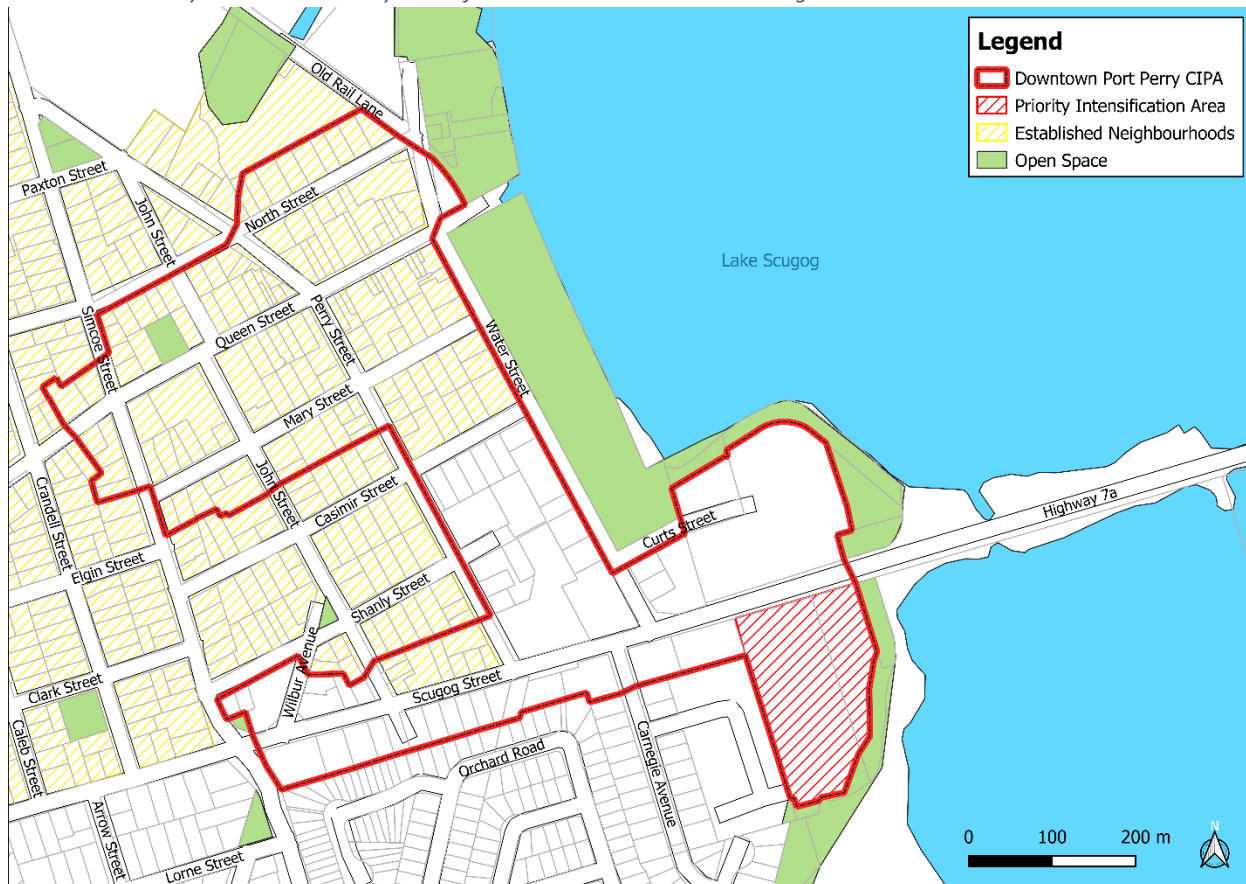 Legend
Downtown Port Perry CIPA
Priority Intensification Area
Established Neighbourhoods
Open Space
Old Rail Lane
Paxton Street
John Street
North Street
Simcoe Street
Queen Street
Perry Street
Water Street
Lake Scugog
Mary Street
Crandell Street
John Street
Casimir Street
Curts Street
Highway 7a
Elgin Street
Shanly Street
Wilbur Avenue
Clark Street
Scugog Street
Caleb Street
Orchard Road
Carnegie Avenue
Arrow Street
Lorne Street
0 100 200 m
N